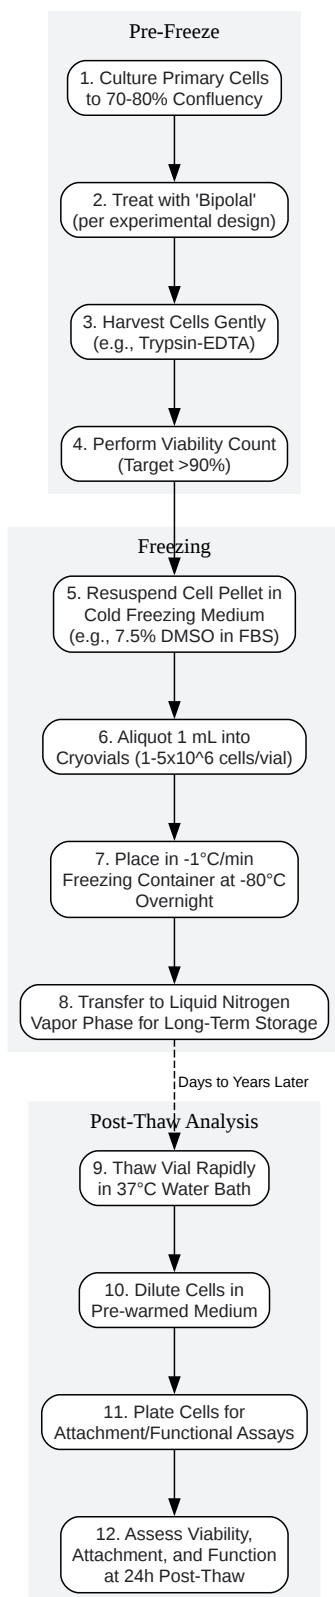 Pre-Freeze
1. Culture Primary Cells
to 70-80% Confluency
2. Treat with 'Bipolal'
(per experimental design)
3. Harvest Cells Gently
(e.g., Trypsin-EDTA)
4. Perform Viability Count
(Target >90%)
Freezing
5. Resuspend Cell Pellet in
Cold Freezing Medium
(e.g., 7.5% DMSO in FBS)
6. Aliquot 1 mL into
Cryovials (1-5x10^6 cells/vial)
7. Place in -1°C/min
Freezing Container at -80°C
Overnight
8. Transfer to Liquid Nitrogen
Vapor Phase for Long-Term Storage
Days to Years Later
Post-Thaw Analysis
9. Thaw Vial Rapidly
in 37°C Water Bath
10. Dilute Cells in
Pre-warmed Medium
11. Plate Cells for
Attachment/Functional Assays
12. Assess Viability,
Attachment, and Function
at 24h Post-Thaw